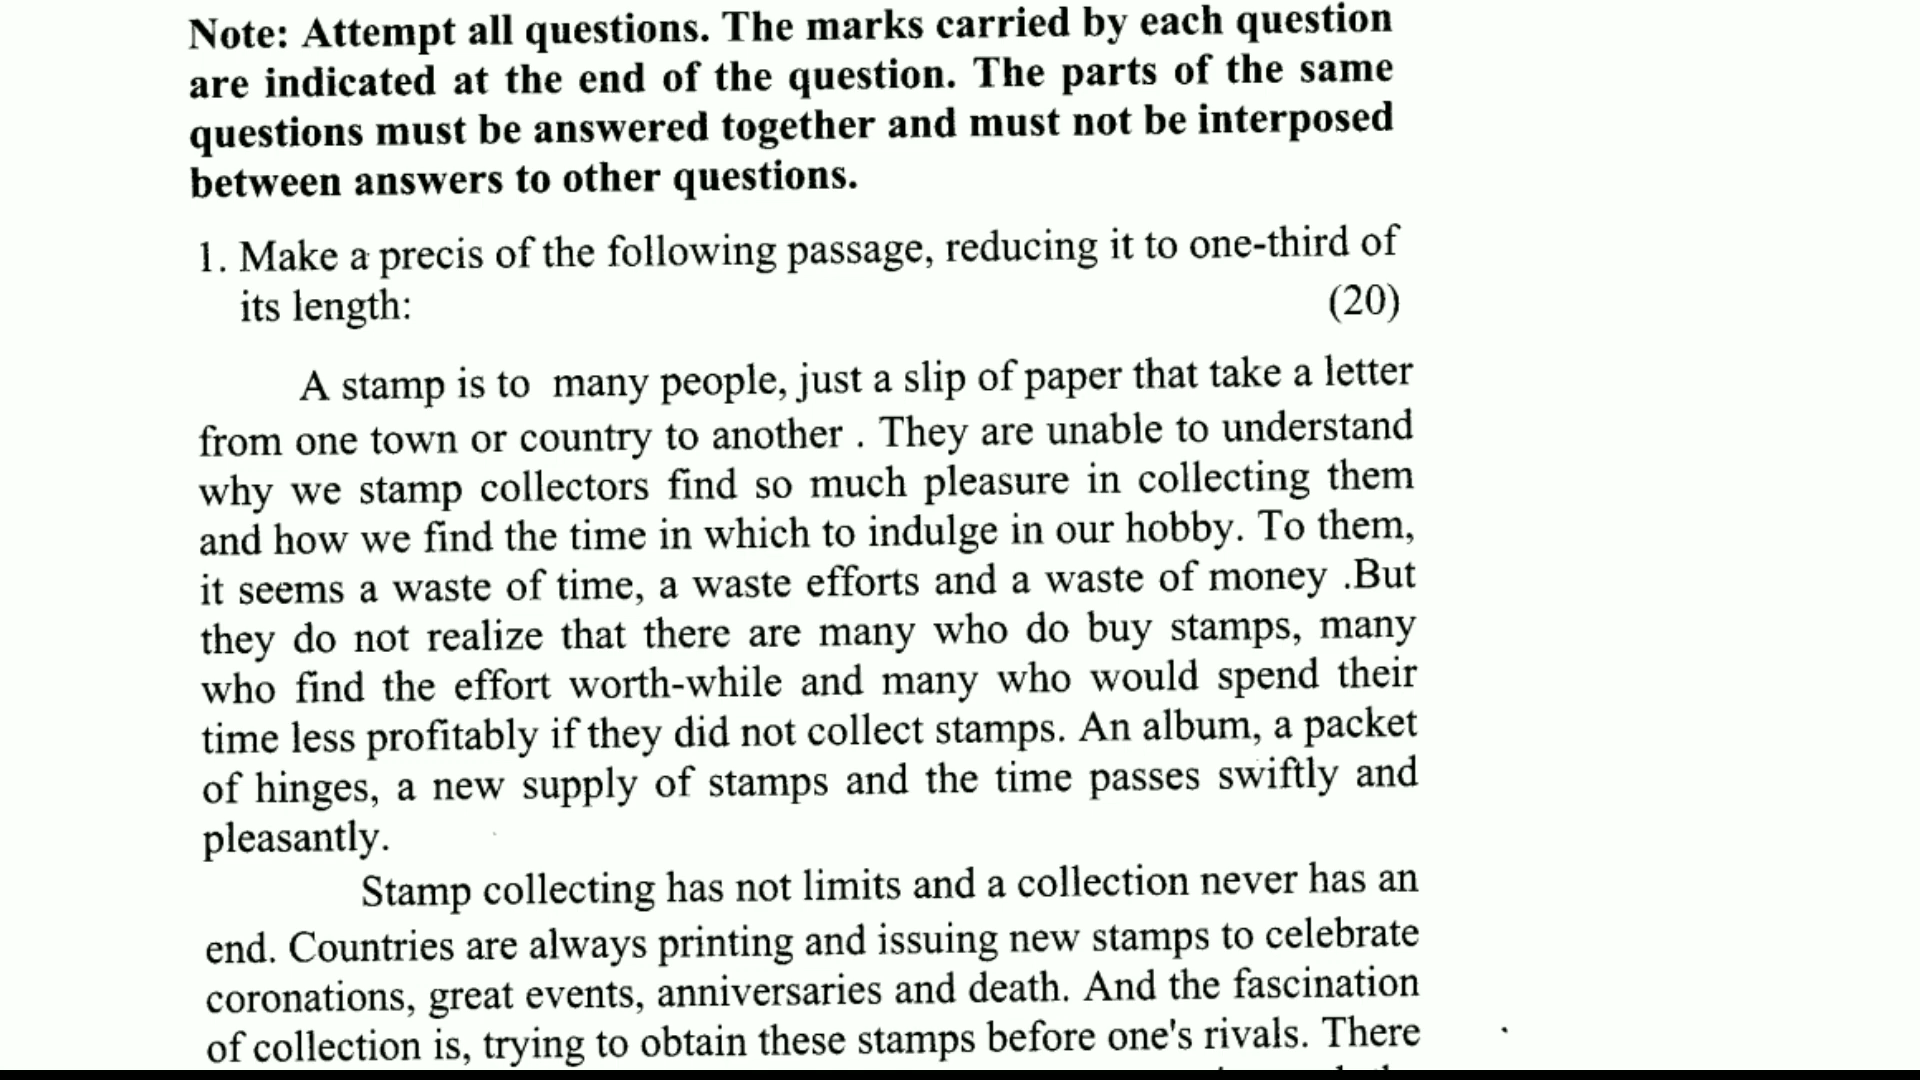 Note: Attempt all questions. The marks carried by each question
are indicated at the end of the question. The parts of the same
questions must be answered together and must not be interposed
between answers to other questions.
1. Make a precis of the following passage, reducing it to one-third of
its length: (20)
A stamp is to many people, just a slip of paper that take a letter
from one town or country to another . They are unable to understand
why we stamp collectors find so much pleasure in collecting them
and how we find the time in which to indulge in our hobby. To them,
it seems a waste of time, a waste efforts and a waste of money .But
they do not realize that there are many who do buy stamps, many
who find the effort worth-while and many who would spend their
time less profitably if they did not collect stamps. An album, a packet
of hinges, a new supply of stamps and the time passes swiftly and
pleasantly.
Stamp collecting has not limits and a collection never has an
end. Countries are always printing and issuing new stamps to celebrate
coronations, great events, anniversaries and death. And the fascination
of collection is, trying to obtain these stamps before one's rivals. There